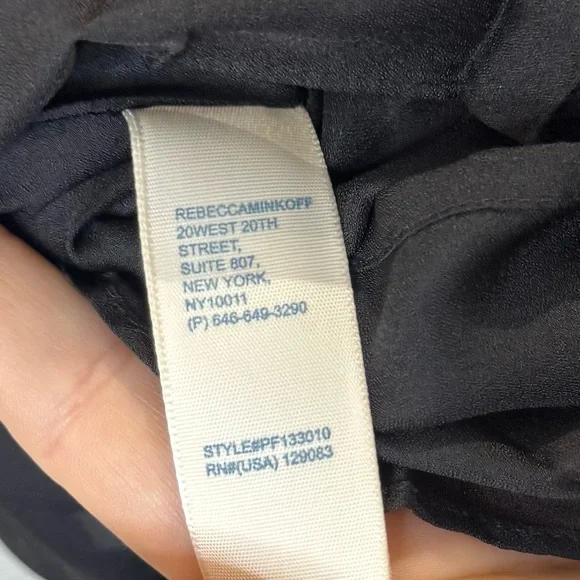 REBECCAMINKOFF
20WEST 20TH
STREET,
SUITE 807,
NEW YORK,
NY10011
(P) 646-649-3290
STYLE#PF133010
RN#(USA) 129083